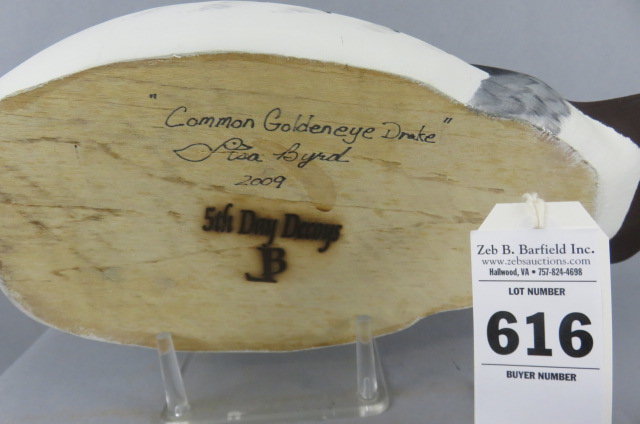 "Common Goldeneye Drake"
Lisa Byrd
2009
5th Day Decoys
JB
Zeb B. Barfield Inc.
www.zebsauctions.com
Hallwood, VA • 757-824-4698
LOT NUMBER
616
BUYER NUMBER